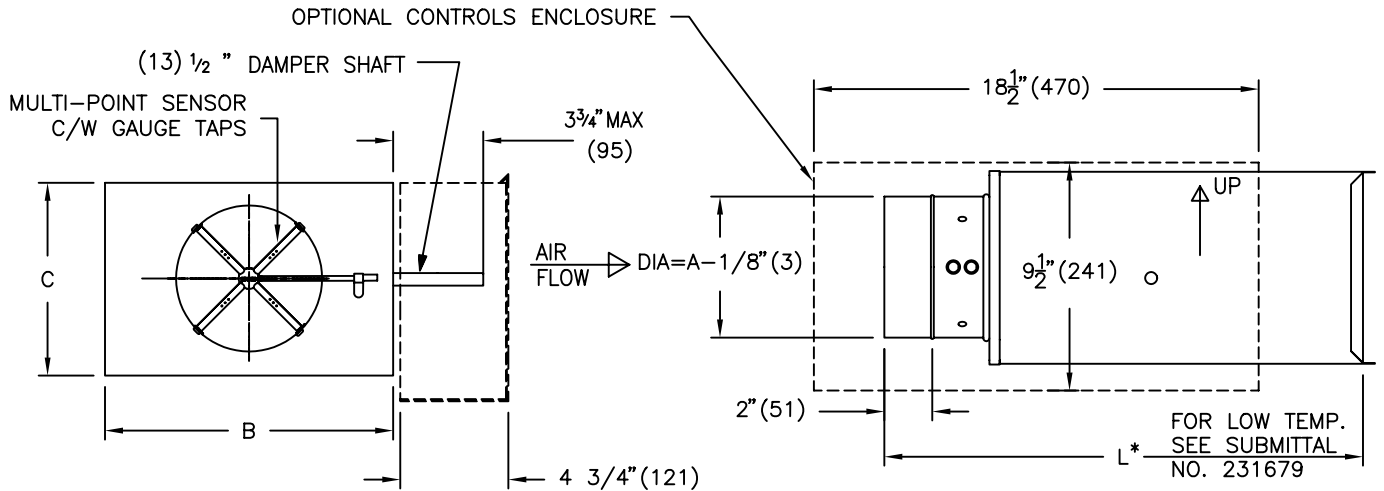 OPTIONAL CONTROLS ENCLOSURE
(13) 1/2 " DAMPER SHAFT
MULTI-POINT SENSOR
C/W GAUGE TAPS
3 3/4" MAX
(95)
18 1/2" (470)
UP
C
AIR
FLOW
DIA=A-1/8" (3)
9 1/2" (241)
2" (51)
B
4 3/4" (121)
L*
FOR LOW TEMP.
SEE SUBMITTAL
NO. 231679